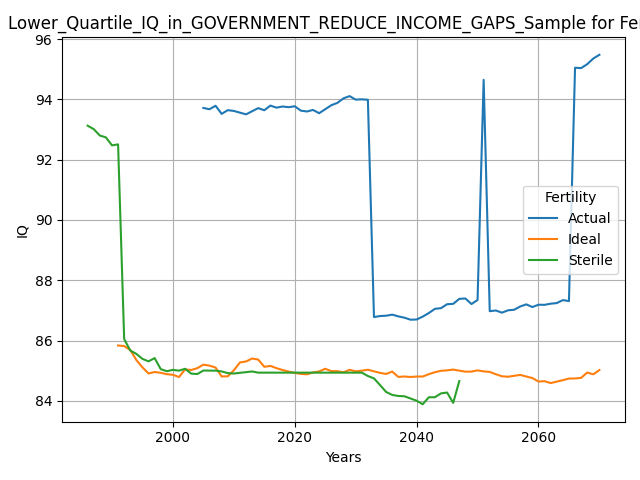 Lower_Quartile_IQ_in_GOVERNMENT_REDUCE_INCOME_GAPS_Sample for Fer
96
94
92
90
88
86
84
IQ
Fertility
Actual
Ideal
Sterile
2000
2020
2040
2060
Years